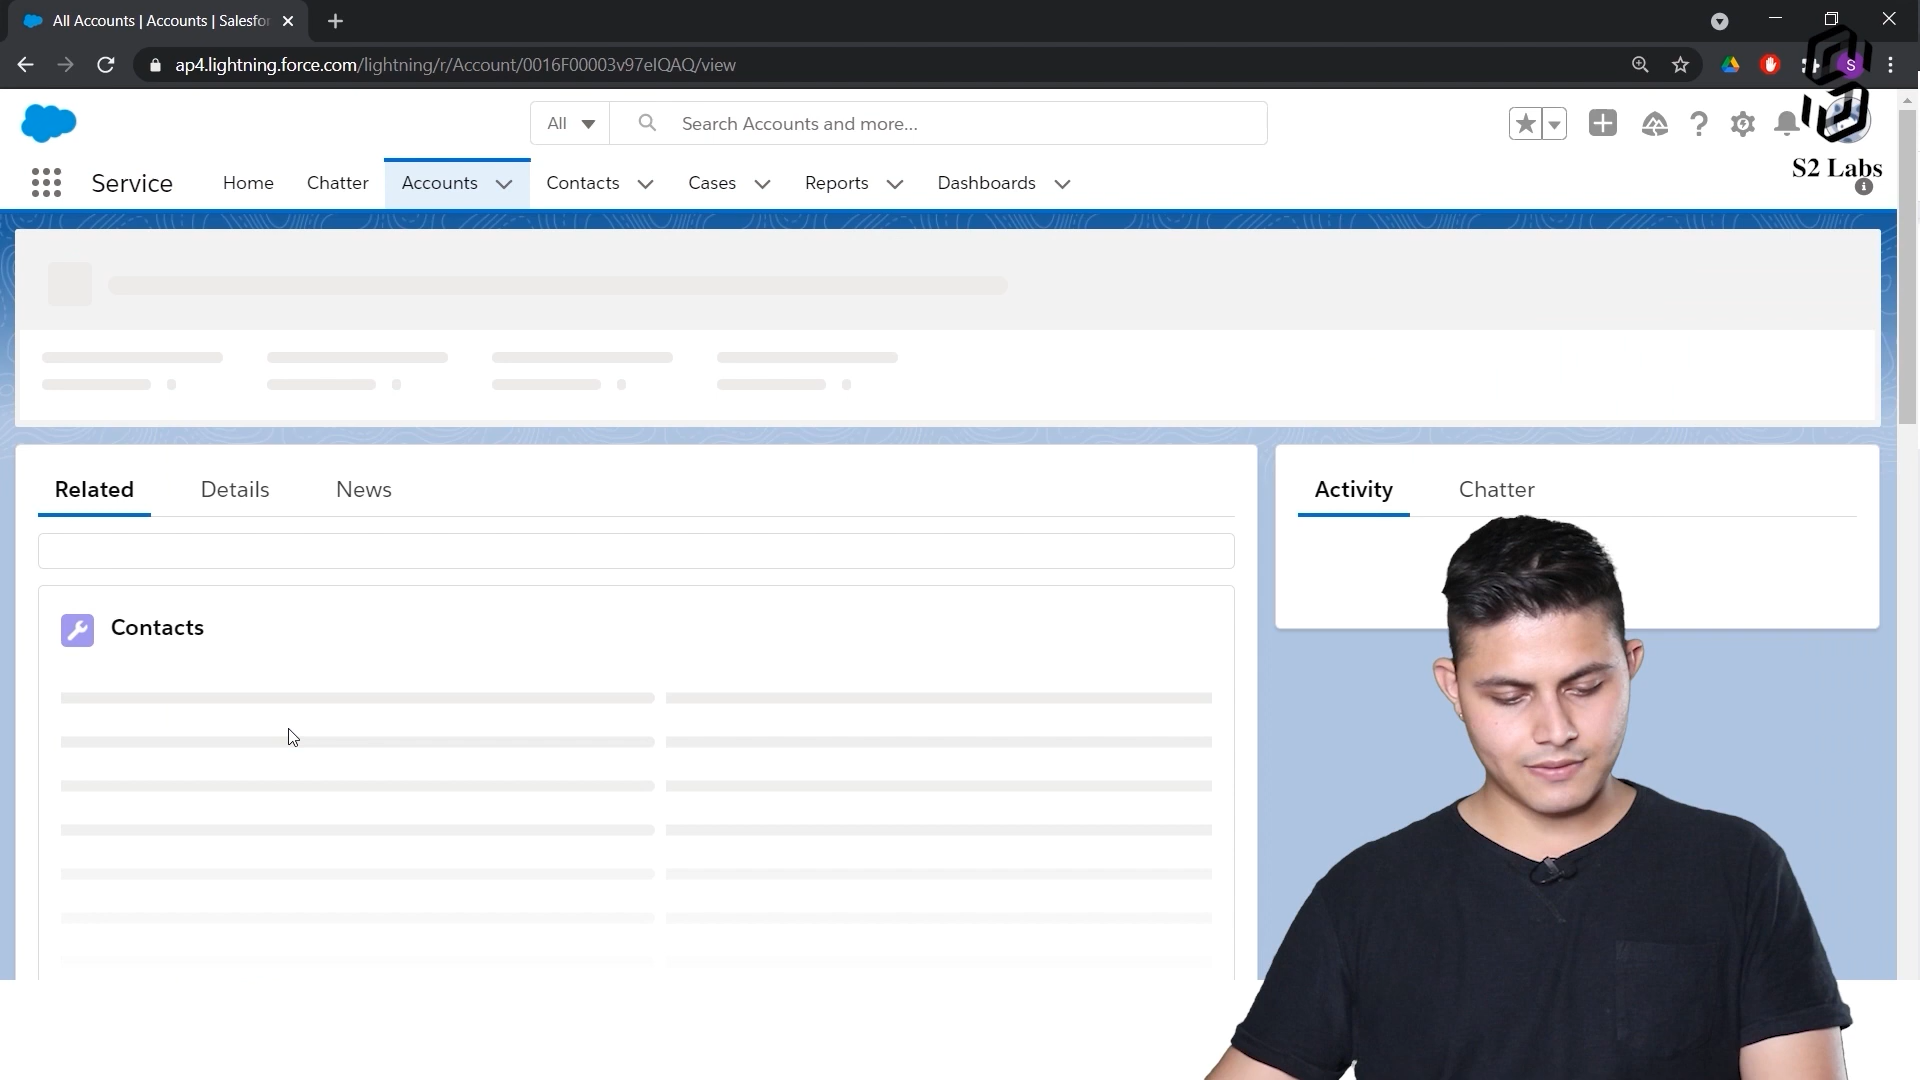 All Accounts | Accounts | Salesfor
ap4.lightning.force.com/lightning/r/Account/0016F00003v97eIQAQ/view
S
All
Search Accounts and more...
S2 Labs
Service
Home
Chatter
Accounts
Contacts
Cases
Reports
Dashboards
Related
Details
News
Activity
Chatter
Contacts